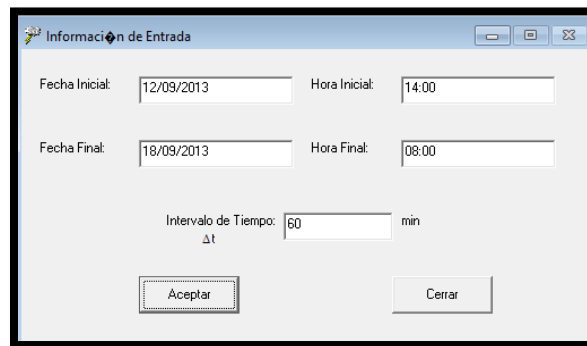 Informaci�n de Entrada
Fecha Inicial: 12/09/2013 Hora Inicial: 14:00
Fecha Final: 18/09/2013 Hora Final: 08:00
Intervalo de Tiempo: 60 min
Δt
Aceptar Cerrar